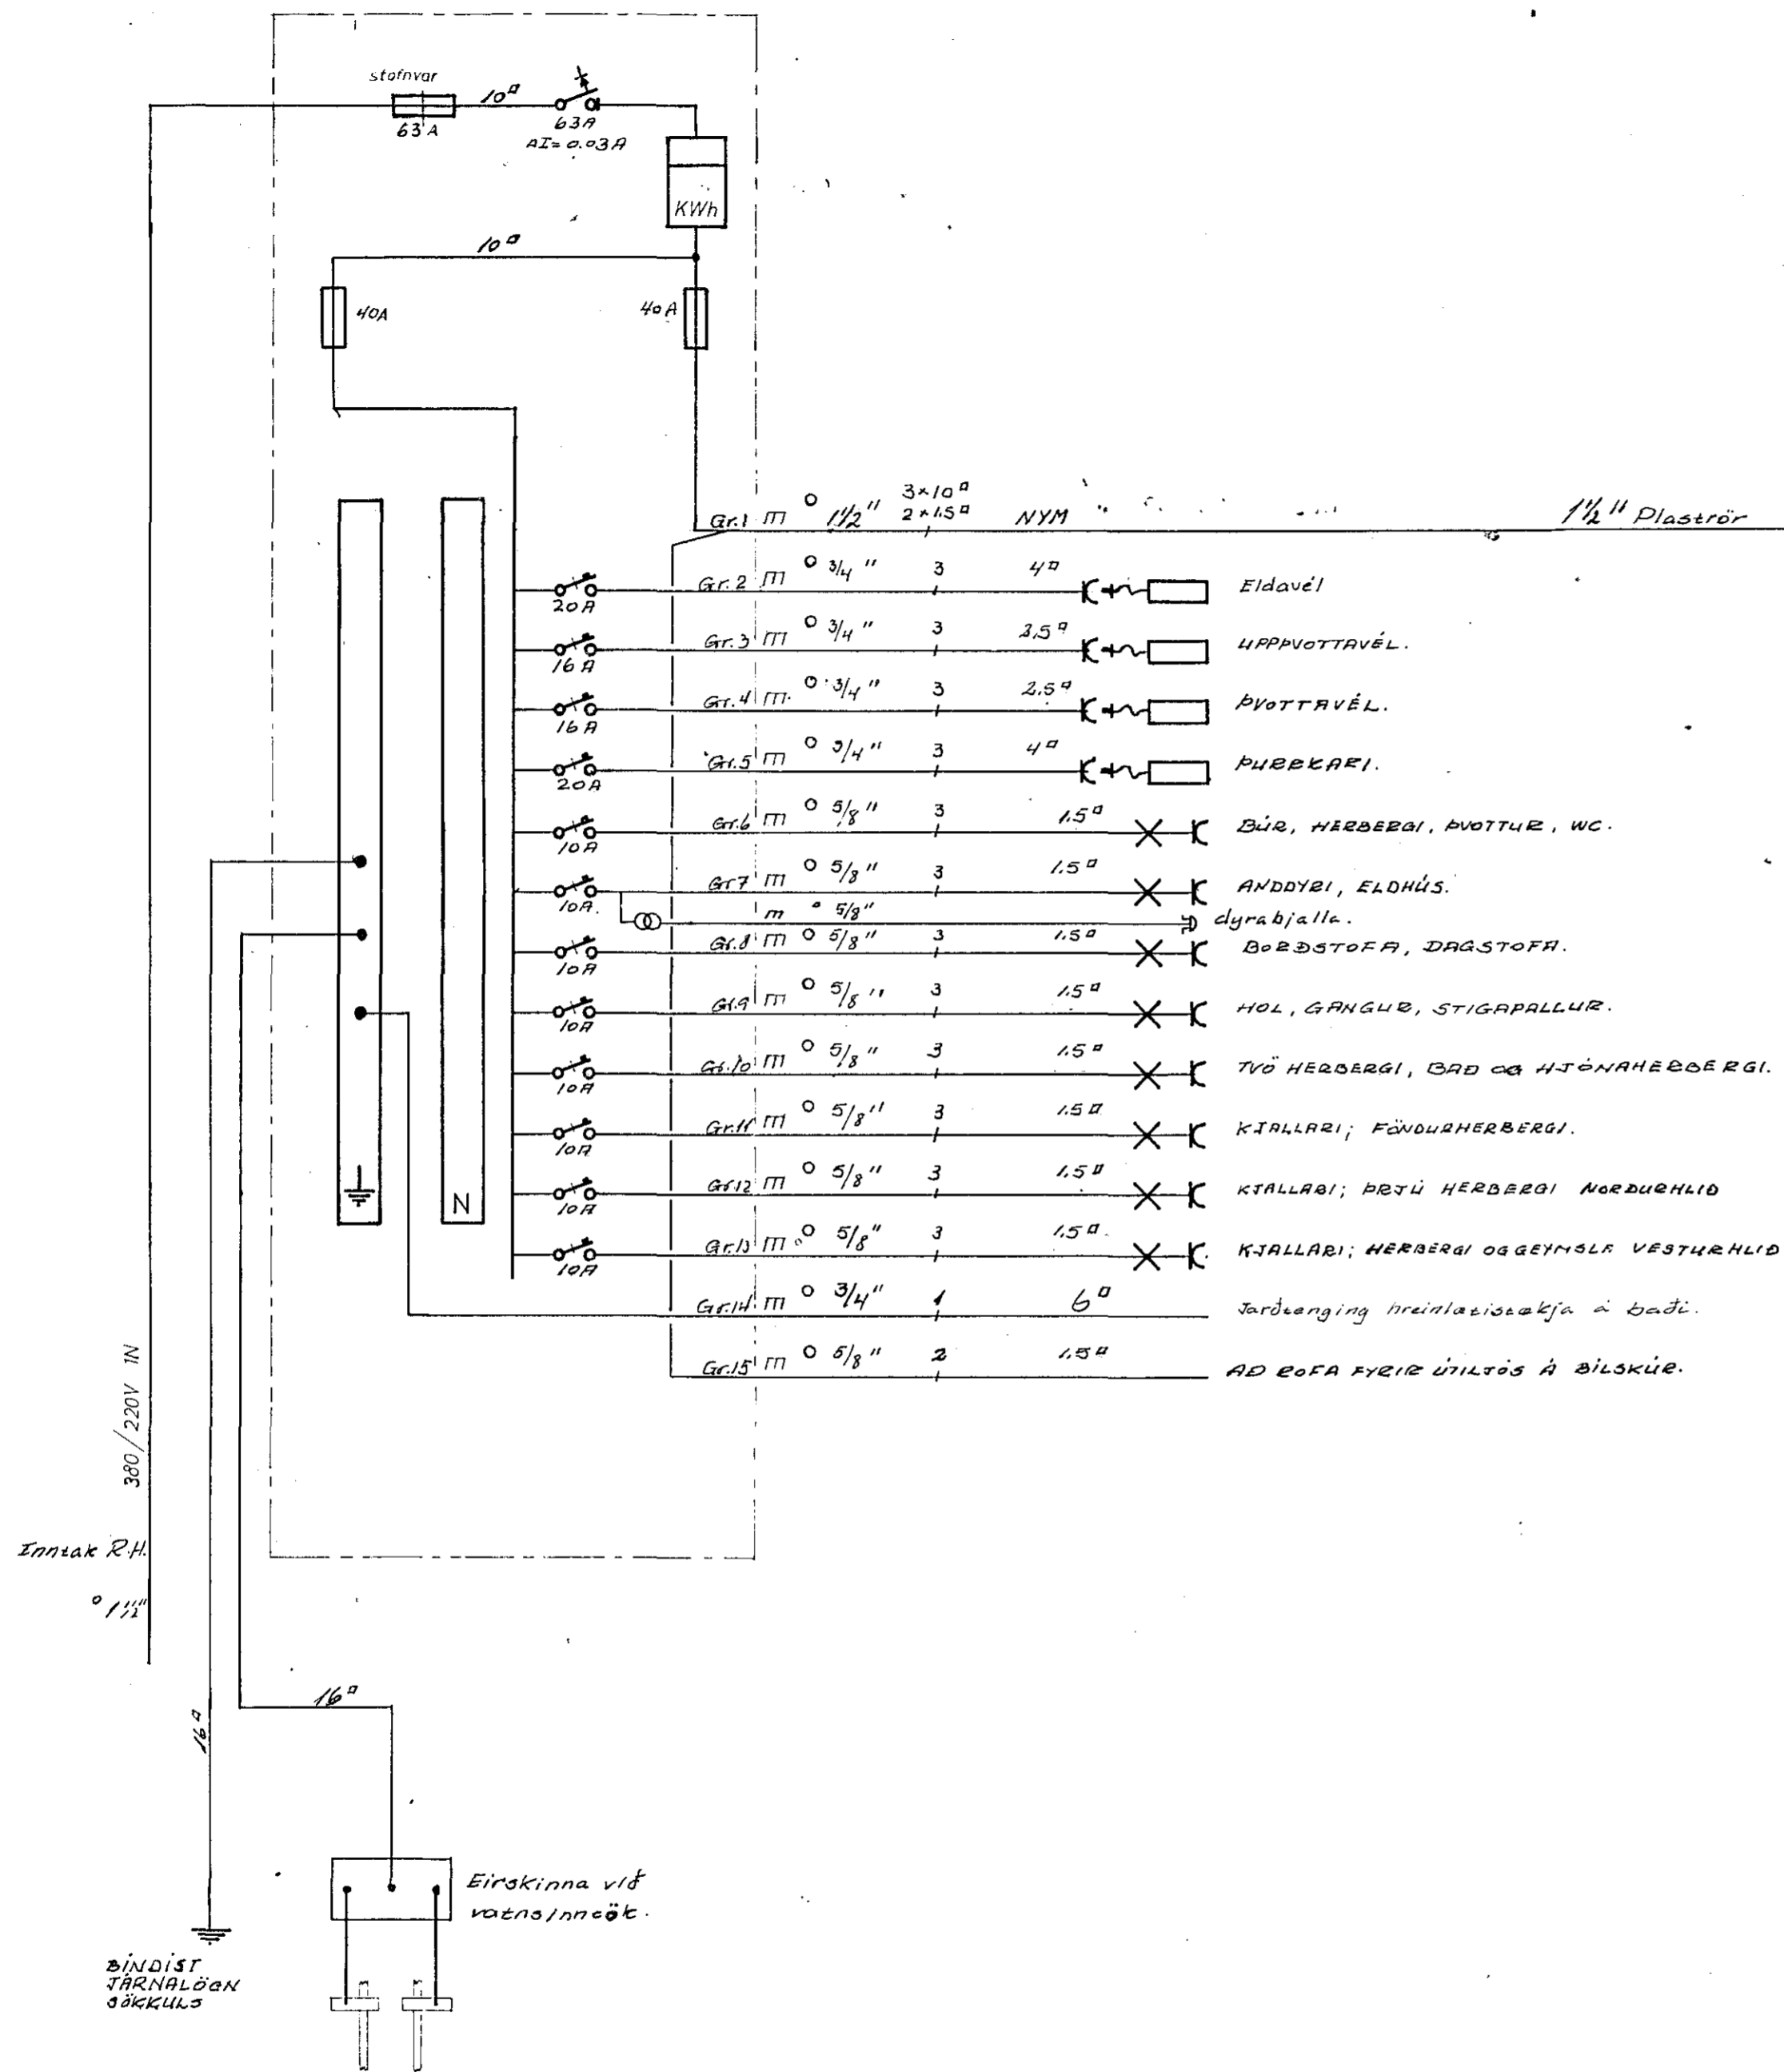 stofnvar
10□
63A
63A
ΔI=0.03A
KWh
10□
40A
40A
Gr.1 m ○ 1½" 3×10□ 2×1.5□ NYM 1½" Plaströr
Gr.2 m ○ 3/4" 3 4□ Eldavél
20A
Gr.3 m ○ 3/4" 3 2.5□ UPPÞVOTTAVÉL.
16A
Gr.4 m. ○ 3/4" 3 2.5□ ÞVOTTAVÉL.
16A
Gr.5 m ○ 3/4" 3 4□ ÞURRKARI.
20A
Gr.6 m ○ 5/8" 3 1.5□ BÚR, HERBERGI, ÞVOTTUR, WC.
10A
Gr7 m ○ 5/8" 3 1.5□ ANDDYRI, ELDHÚS.
10A.
m ○ 5/8" dyrabjalla.
Gr.8 m ○ 5/8" 3 1.5□ BORÐSTOFA, DAGSTOFA.
10A
Gr.9 m ○ 5/8" 3 1.5□ HOL, GANGUR, STIGAPALLUR.
10A
Gr.10 m ○ 5/8" 3 1.5□ TVÖ HERBERGI, BAÐ OG HJÓNAHERBERGI.
10A
Gr.11 m ○ 5/8" 3 1.5□ KJALLARI; FÖNDURHERBERGI.
10A
Gr.12 m ○ 5/8" 3 1.5□ KJALLARI; ÞRJÚ HERBERGI NORÐURHLIÐ
10A
Gr.13 m ○ 5/8" 3 1.5□. KJALLARI; HERBERGI OG GEYMSLA VESTURHLIÐ
10A
N
Gr.14 m ○ 3/4" 1 6□ Jarðtenging hreinlætistækja á baði.
Gr.15 m ○ 5/8" 2 1.5□ AÐ ROFA FYRIR ÚTILJÓS Á BÍLSKÚR.
380/220V IN
Inntak R.H.
○ 1½"
16□
16□
Eirskinna við
vatnsinntök.
BINDIST
JÁRNALÖGN
SÖKKULS